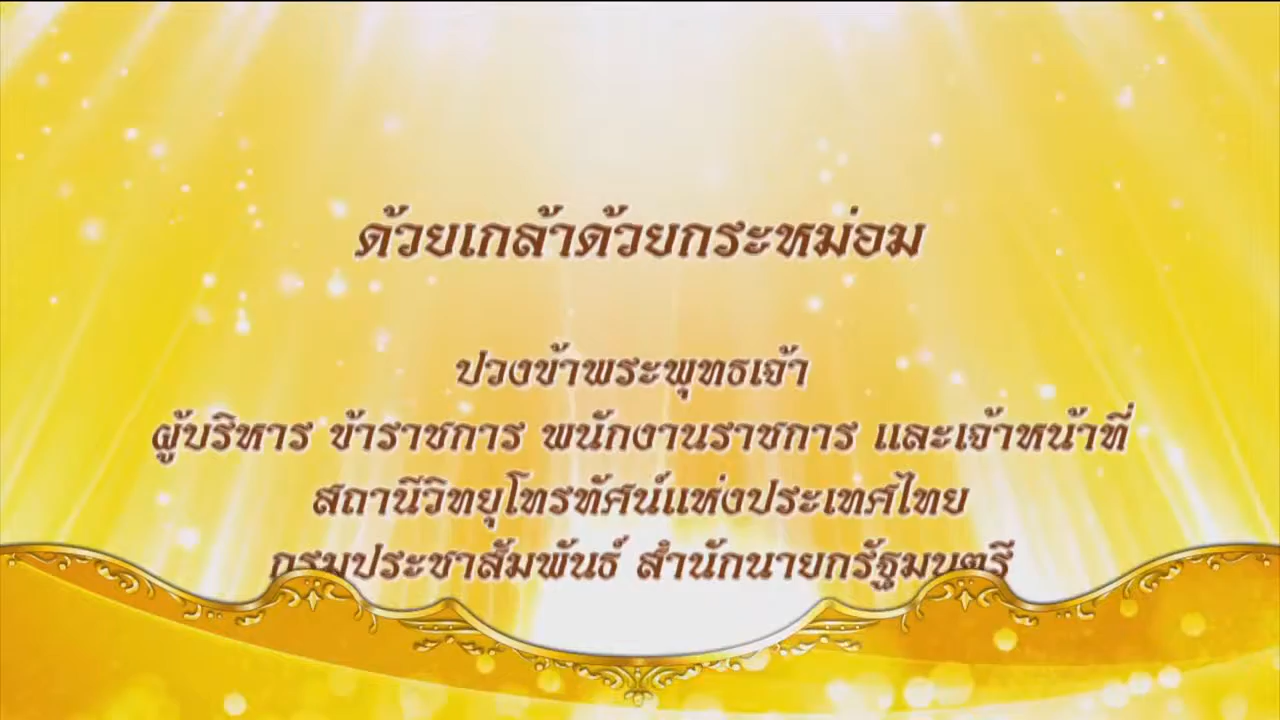 ด้วยเกล้าด้วยกระหม่อม
ปวงข้าพระพุทธเจ้า
ผู้บริหาร ข้าราชการ พนักงานราชการ และเจ้าหน้าที่
สถานีวิทยุโทรทัศน์แห่งประเทศไทย
กรมประชาสัมพันธ์ สำนักนายกรัฐมนตรี